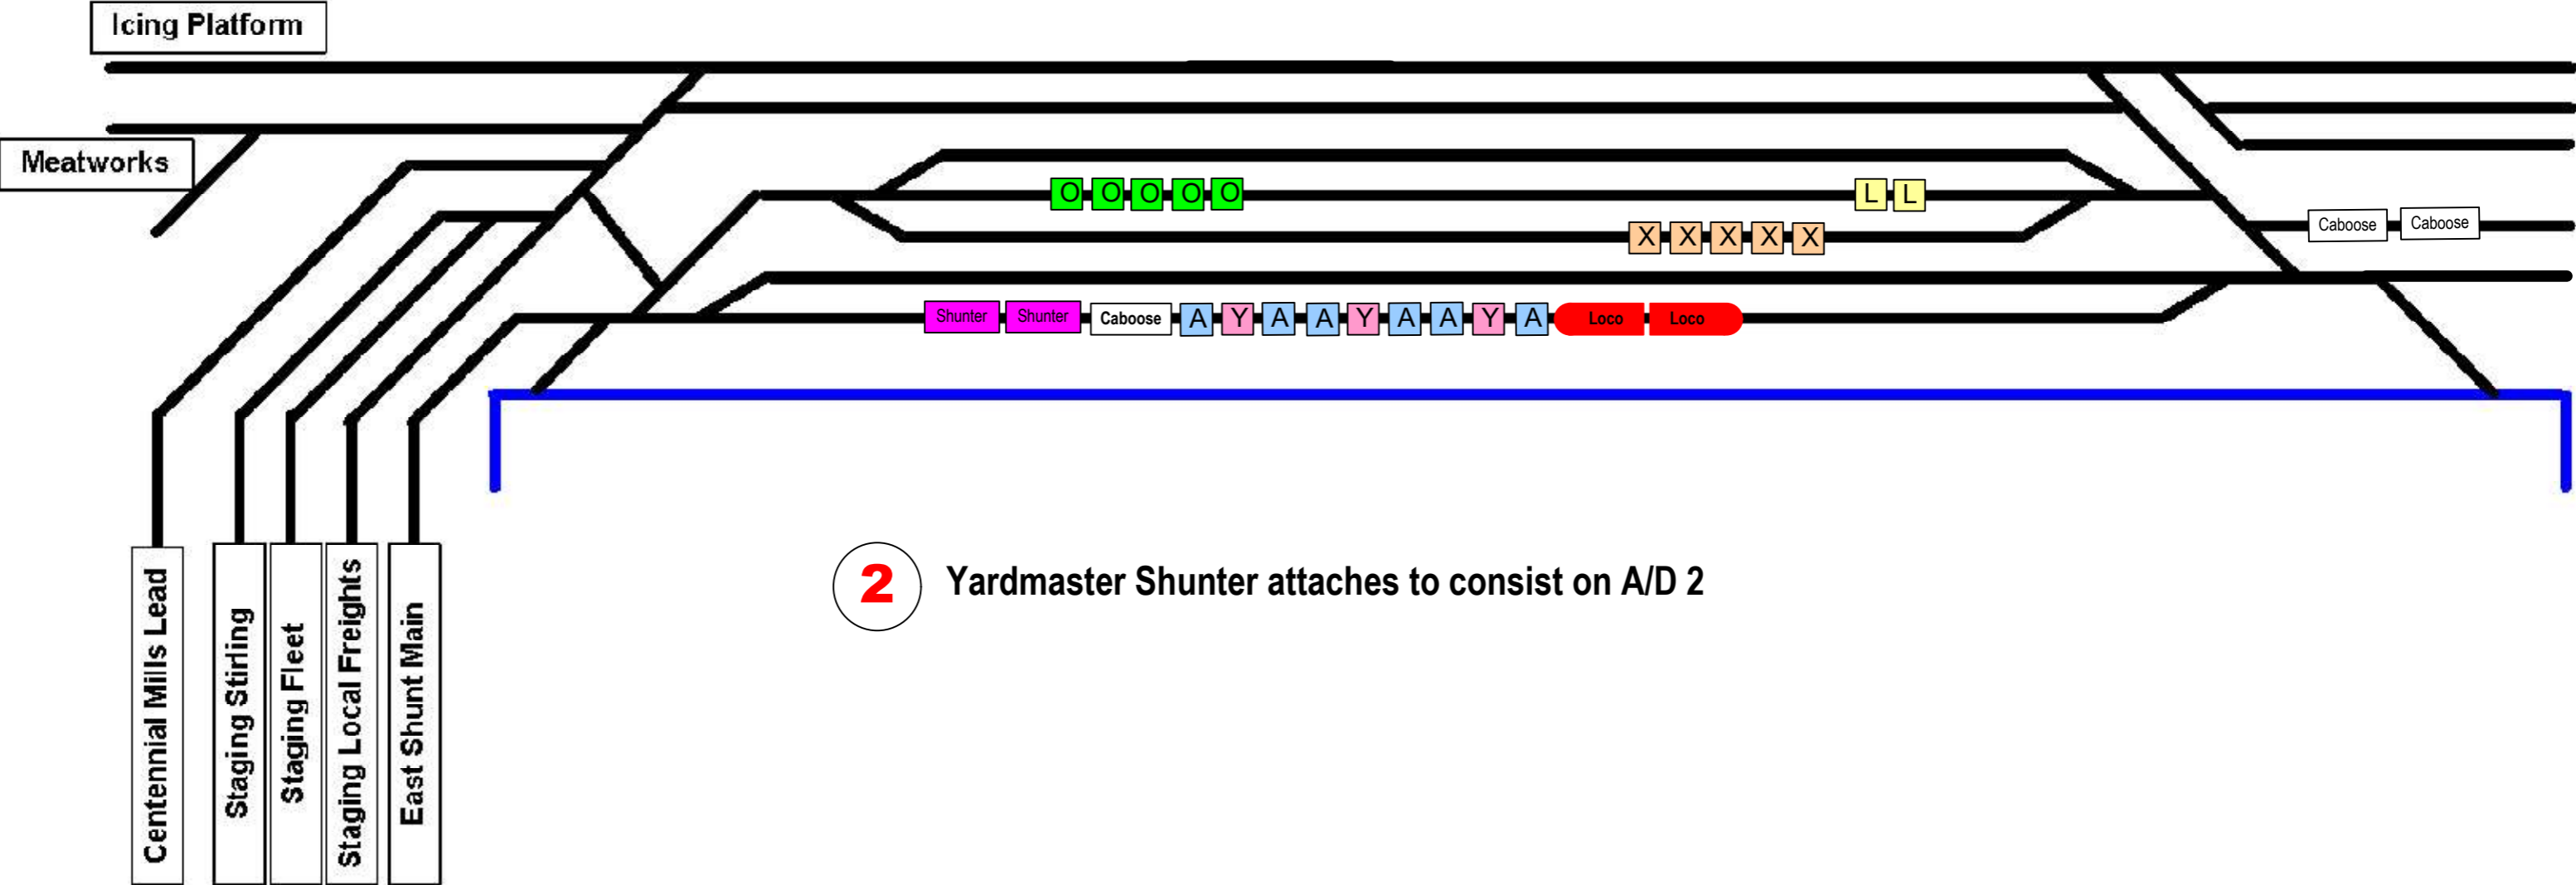 Icing Platform
Meatworks
O O O O O L L
X X X X X
Caboose Caboose
Shunter Shunter Caboose A Y A A Y A A Y A Loco Loco
2 Yardmaster Shunter attaches to consist on A/D 2
Centennial Mills Lead
Staging Stirling
Staging Fleet
Staging Local Freights
East Shunt Main